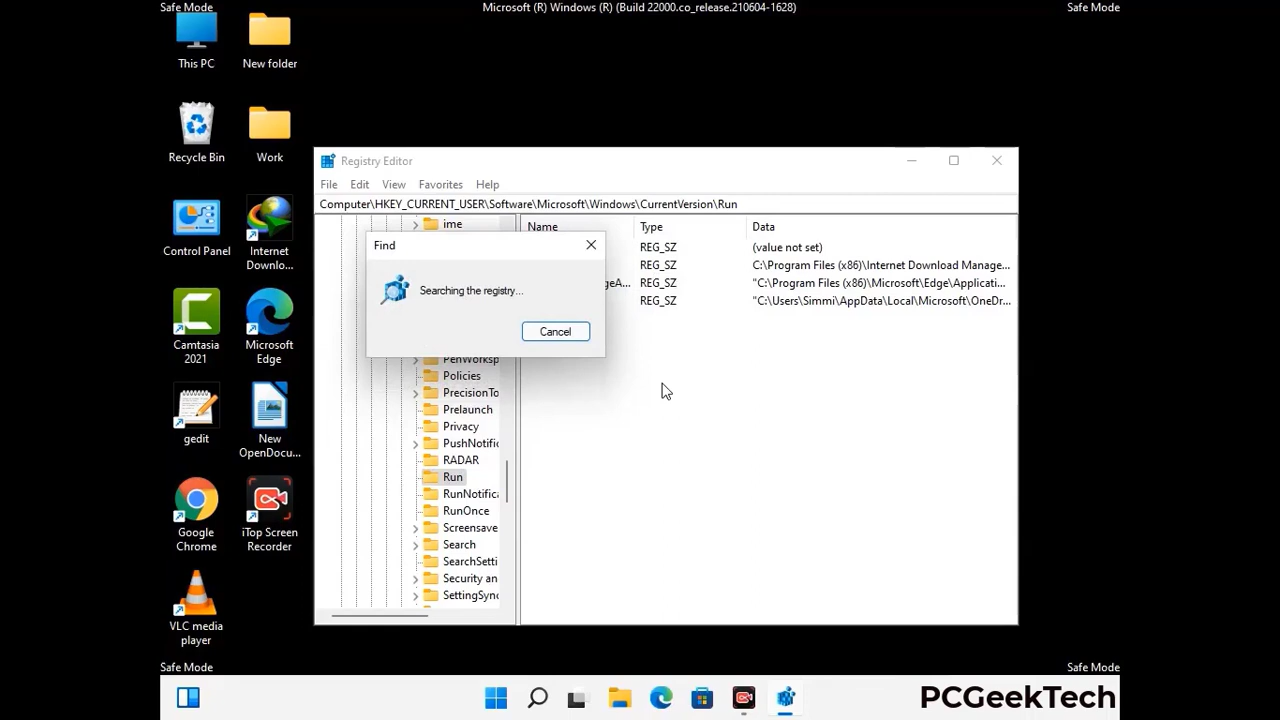 Safe Mode
Microsoft (R) Windows (R) (Build 22000.co_release.210604-1628)
Safe Mode
This PC
New folder
Recycle Bin
Work
Control Panel
Internet
Downlo...
Camtasia
2021
Microsoft
Edge
gedit
New
OpenDocu...
Google
Chrome
iTop Screen
Recorder
VLC media
player
Registry Editor
File Edit View Favorites Help
Computer\HKEY_CURRENT_USER\Software\Microsoft\Windows\CurrentVersion\Run
ime
Policies
PrecisionTo
Prelaunch
Privacy
PushNotific
RADAR
Run
RunNotifica
RunOnce
Screensave
Search
SearchSetti
Security an
SettingSync
Name Type Data
REG_SZ (value not set)
REG_SZ C:\Program Files (x86)\Internet Download Manage...
geA... REG_SZ "C:\Program Files (x86)\Microsoft\Edge\Applicati...
REG_SZ "C:\Users\Simmi\AppData\Local\Microsoft\OneDr...
Find
Searching the registry...
Cancel
Safe Mode
Safe Mode
PCGeekTech